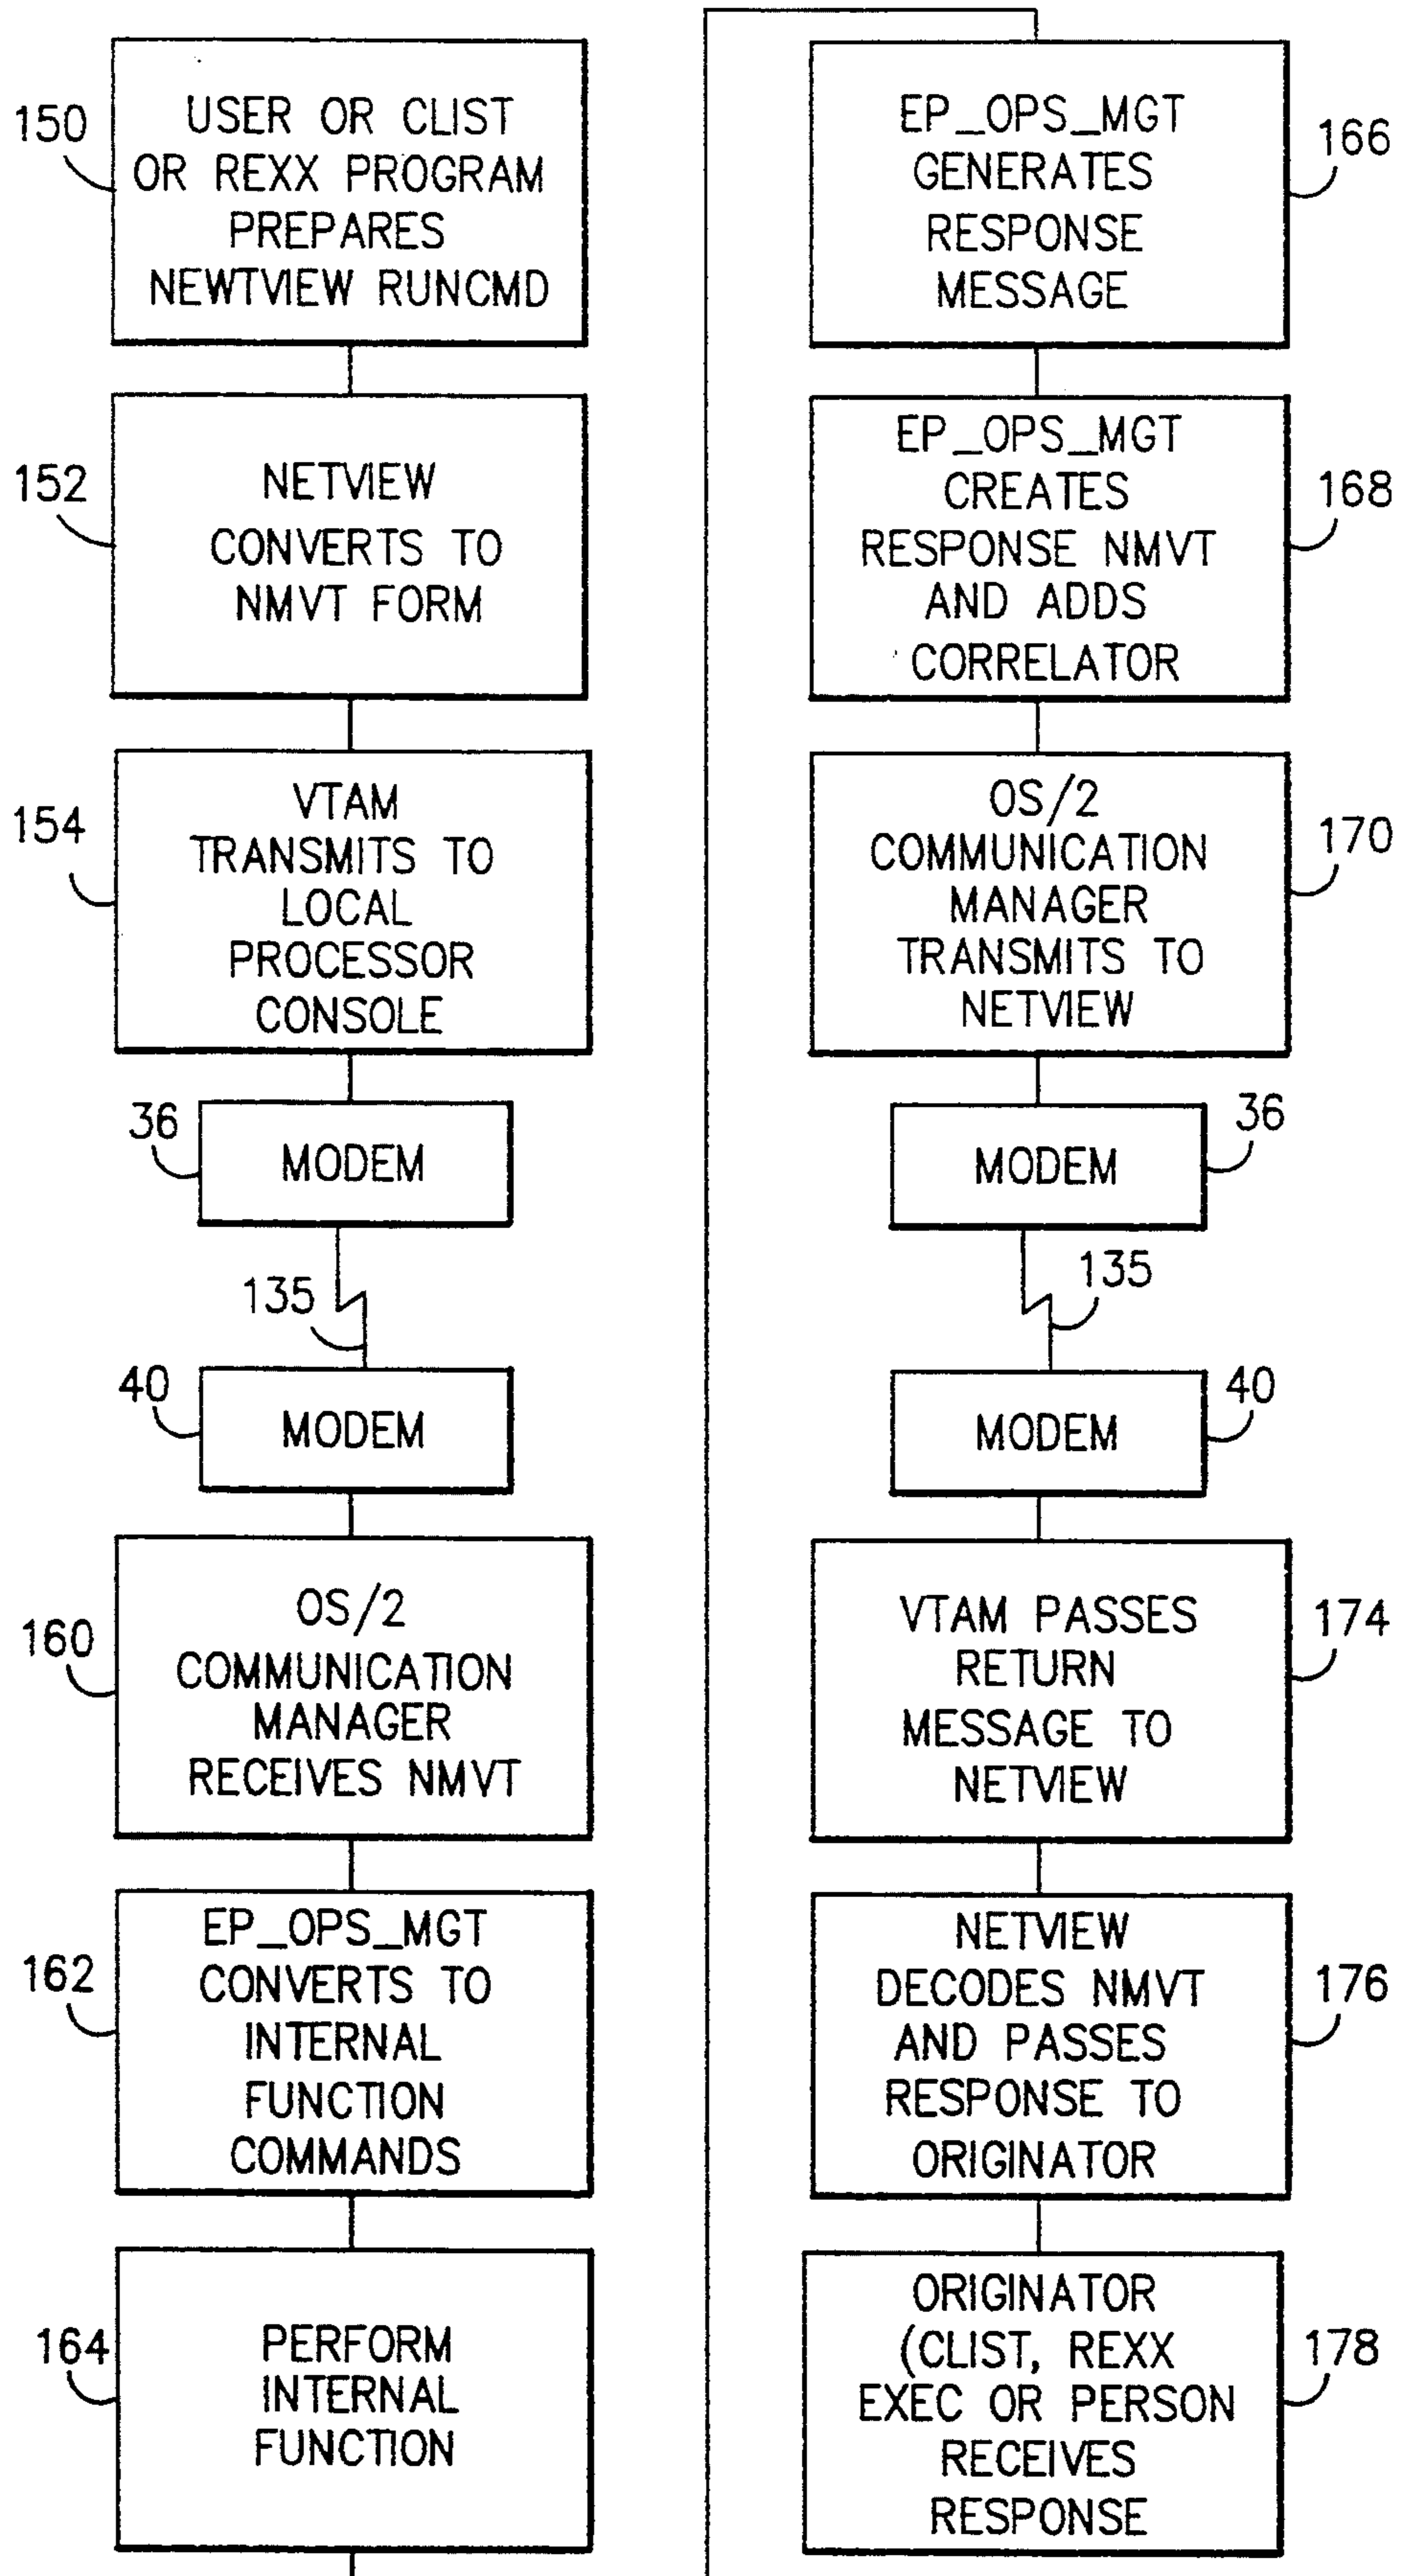 150
USER OR CLIST
OR REXX PROGRAM
PREPARES
NEWTVIEW RUNCMD
152
NETVIEW
CONVERTS TO
NMVT FORM
154
VTAM
TRANSMITS TO
LOCAL
PROCESSOR
CONSOLE
36
MODEM
135
40
MODEM
160
OS/2
COMMUNICATION
MANAGER
RECEIVES NMVT
162
EP_OPS_MGT
CONVERTS TO
INTERNAL
FUNCTION
COMMANDS
164
PERFORM
INTERNAL
FUNCTION
EP_OPS_MGT
GENERATES
RESPONSE
MESSAGE
166
EP_OPS_MGT
CREATES
RESPONSE NMVT
AND ADDS
CORRELATOR
168
OS/2
COMMUNICATION
MANAGER
TRANSMITS TO
NETVIEW
170
MODEM
36
135
MODEM
40
VTAM PASSES
RETURN
MESSAGE TO
NETVIEW
174
NETVIEW
DECODES NMVT
AND PASSES
RESPONSE TO
ORIGINATOR
176
ORIGINATOR
(CLIST, REXX
EXEC OR PERSON
RECEIVES
RESPONSE
178